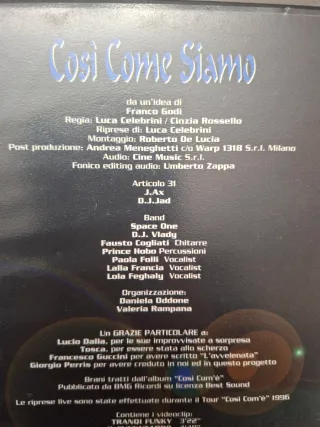 Così Come Siamo
da un'idea di
Franco Godi
Regia: Luca Celebrini / Cinzia Rossello
Riprese di: Luca Celebrini
Montaggio: Roberto De Lucia
Post produzione: Andrea Meneghetti c/o Warp 1318 S.r.l. Milano
Audio: Cine Music S.r.l.
Fonico editing audio: Umberto Zappa
Articolo 31
J.Ax
D.J.Jad
Band
Space One
D.J. Vlady
Fausto Cogliati Chitarre
Prince Nobo Percussioni
Paola Folli Vocalist
Lalla Francia Vocalist
Lola Feghaly Vocalist
Organizzazione:
Daniela Oddone
Valeria Rampana
Un GRAZIE PARTICOLARE a:
Lucio Dalla, per le sue improvvisate a sorpresa
Tosca, per essere stata allo scherzo
Francesco Guccini per avere scritto "L'avvelenata"
Giorgio Perris per avere creduto in noi ed in questo progetto
Brani tratti dall'album "Così Com'è"
Pubblicato da BMG Ricordi su licenza Best Sound
Le riprese live sono state effettuate durante il Tour "Così Com'è" 1996
Contiene i videoclip:
TRANQI FUNKY 3'22"